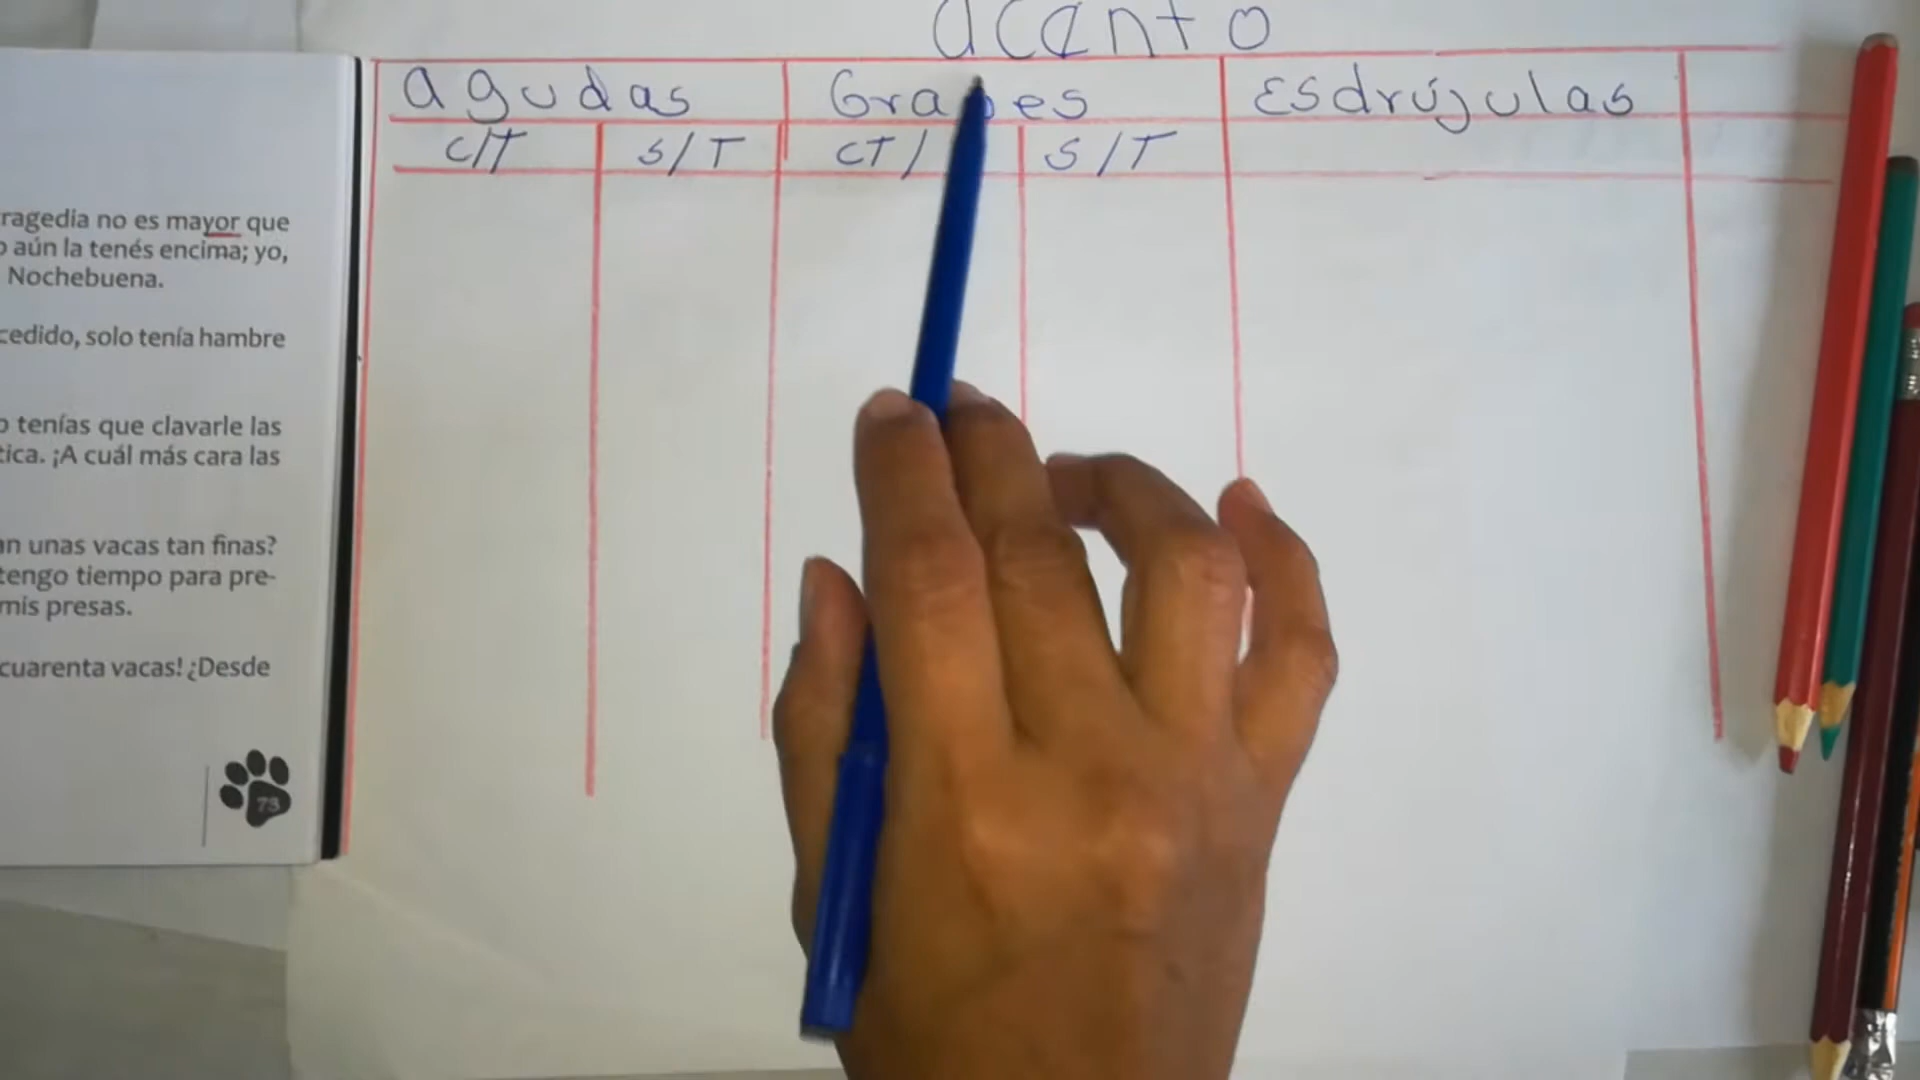 acento
agudas Graves Esdrújulas
C/T S/T CT/ S/T
ragedia no es mayor que
o aún la tenés encima; yo,
Nochebuena.
cedido, solo tenía hambre
o tenías que clavarle las
tica. ¡A cuál más cara las
an unas vacas tan finas?
tengo tiempo para pre-
mis presas.
cuarenta vacas! ¿Desde
73